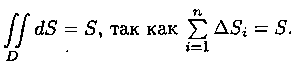 ∬_D dS = S, так как ∑_{i=1}^{n} ΔS_i = S.